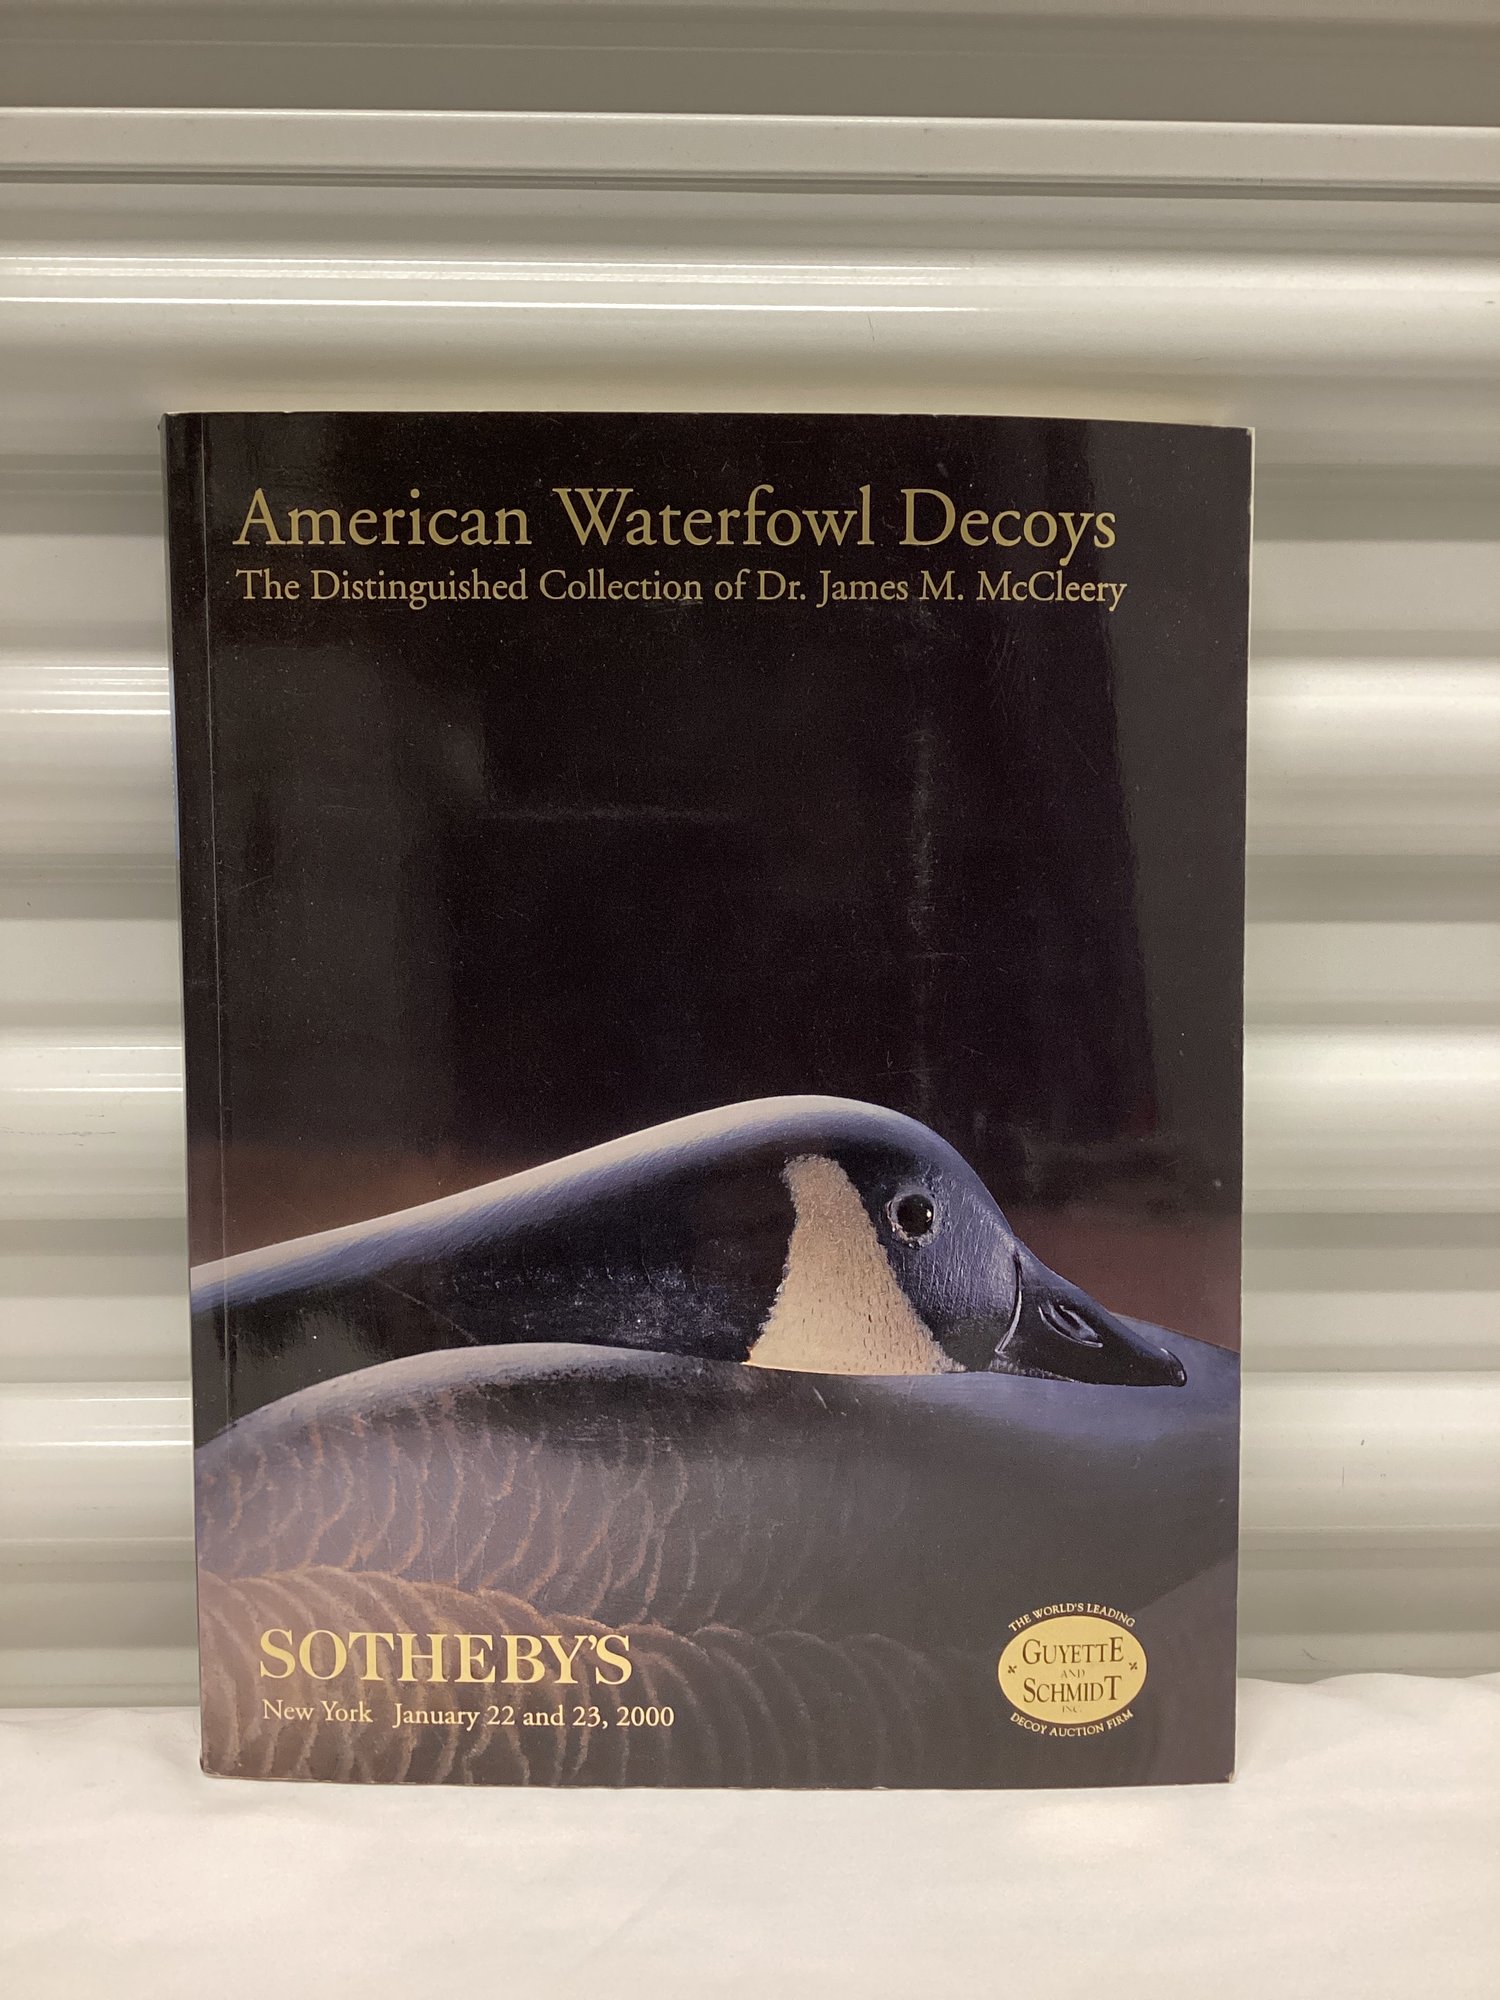 American Waterfowl Decoys
The Distinguished Collection of Dr. James M. McCleery
SOTHEBY'S
New York January 22 and 23, 2000
THE WORLD'S LEADING
GUYETTE
AND
SCHMIDT
INC.
DECOY AUCTION FIRM